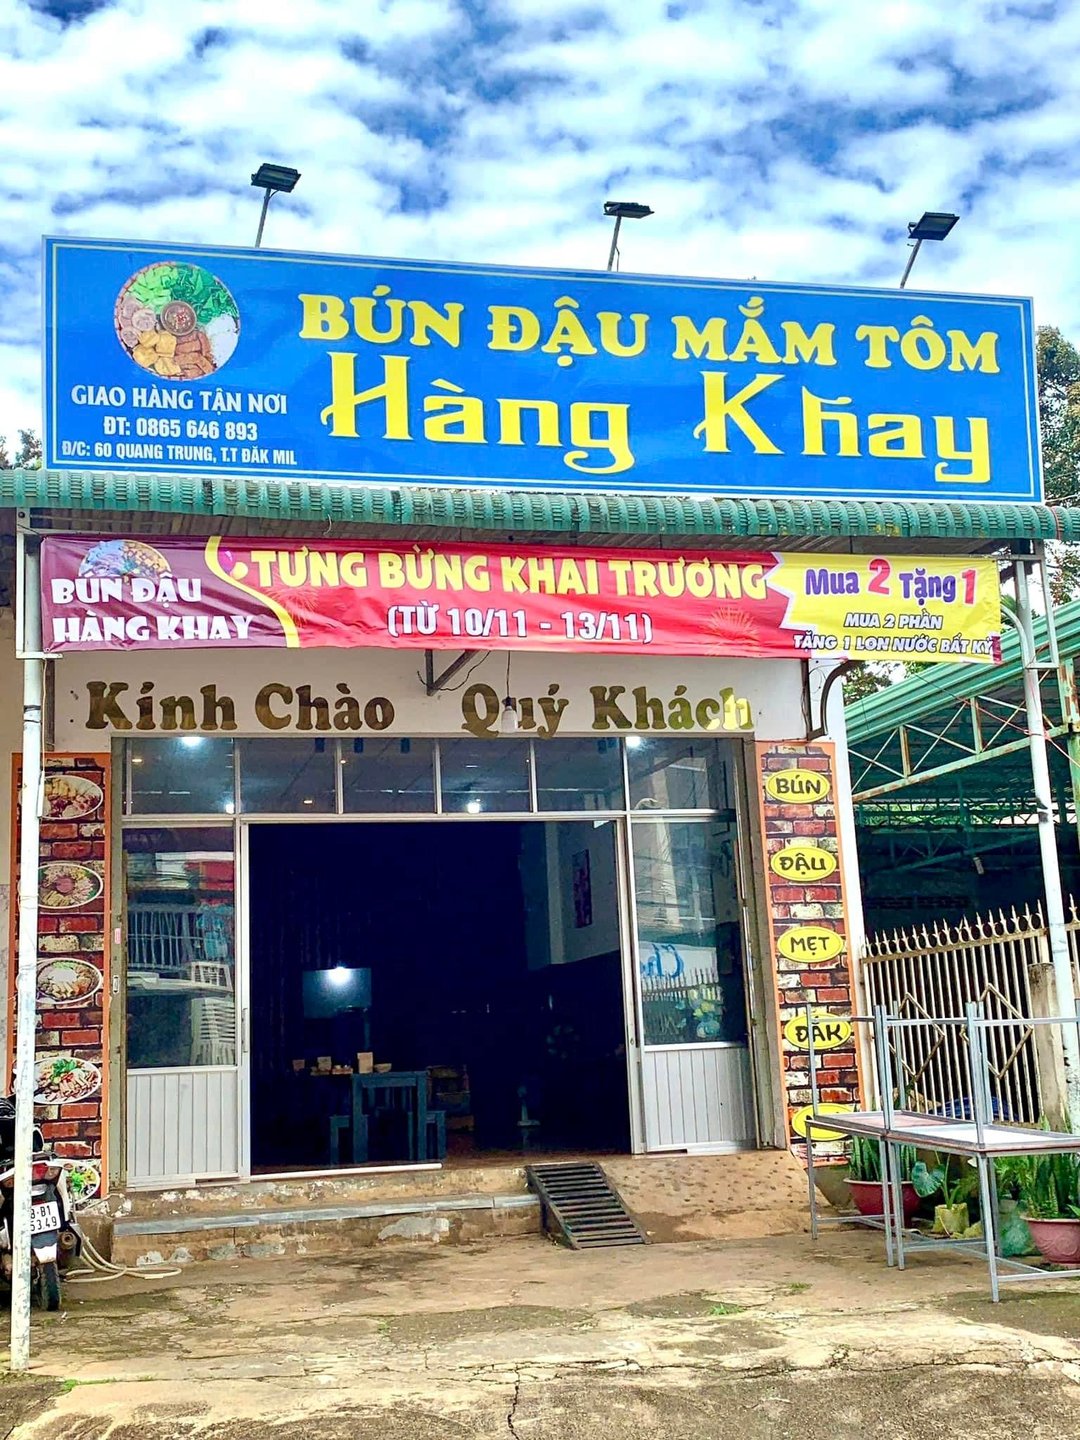 BÚN ĐẬU MẮM TÔM
Hàng Khay
GIAO HÀNG TẬN NƠI
ĐT: 0865 646 893
Đ/C: 60 QUANG TRUNG, T.T ĐĂK MIL
BÚN ĐẬU
HÀNG KHAY
TƯNG BỪNG KHAI TRƯƠNG
(TỪ 10/11 - 13/11)
Mua 2 Tặng 1
MUA 2 PHẦN
TẶNG 1 LON NƯỚC BẤT KỲ
Kính Chào Quý Khách
BÚN
ĐẬU
MẸT
ĐĂK
53.49